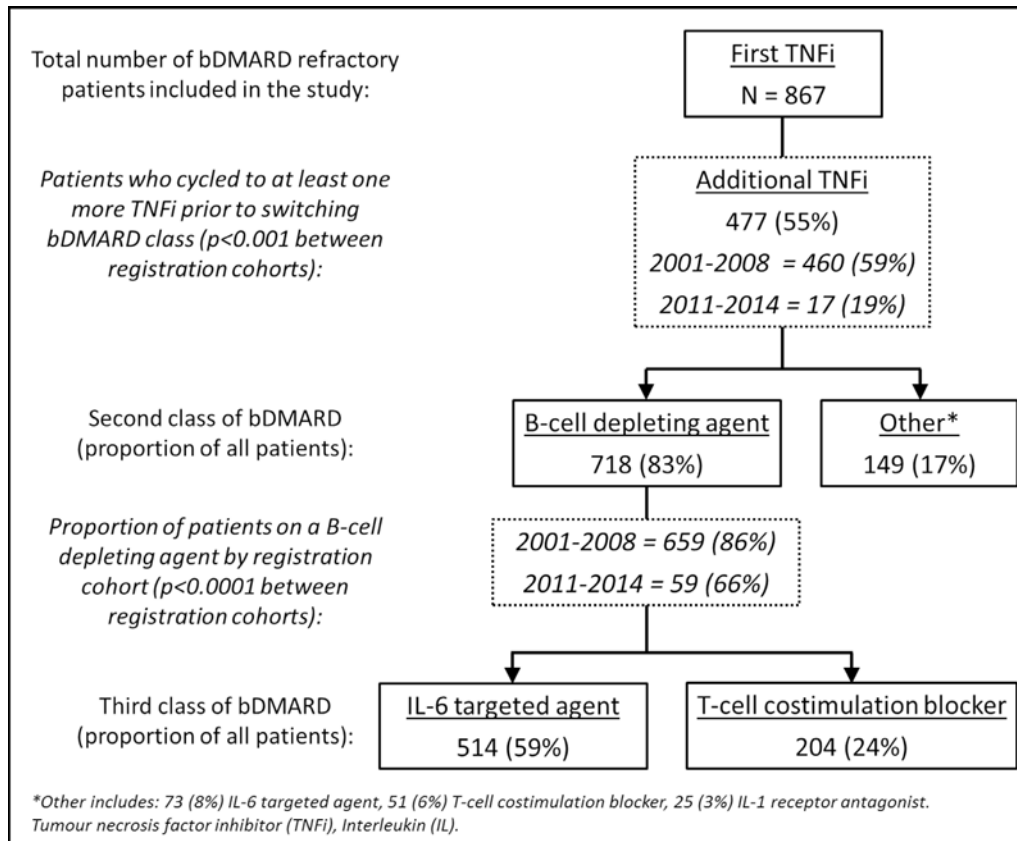 Total number of bDMARD refractory
patients included in the study:
First TNFi
N = 867
Patients who cycled to at least one
more TNFi prior to switching
bDMARD class (p<0.001 between
registration cohorts):
Additional TNFi
477 (55%)
2001-2008 = 460 (59%)
2011-2014 = 17 (19%)
Second class of bDMARD
(proportion of all patients):
B-cell depleting agent
718 (83%)
Other*
149 (17%)
Proportion of patients on a B-cell
depleting agent by registration
cohort (p<0.0001 between
registration cohorts):
2001-2008 = 659 (86%)
2011-2014 = 59 (66%)
Third class of bDMARD
(proportion of all patients):
IL-6 targeted agent
514 (59%)
T-cell costimulation blocker
204 (24%)
*Other includes: 73 (8%) IL-6 targeted agent, 51 (6%) T-cell costimulation blocker, 25 (3%) IL-1 receptor antagonist.
Tumour necrosis factor inhibitor (TNFi), Interleukin (IL).